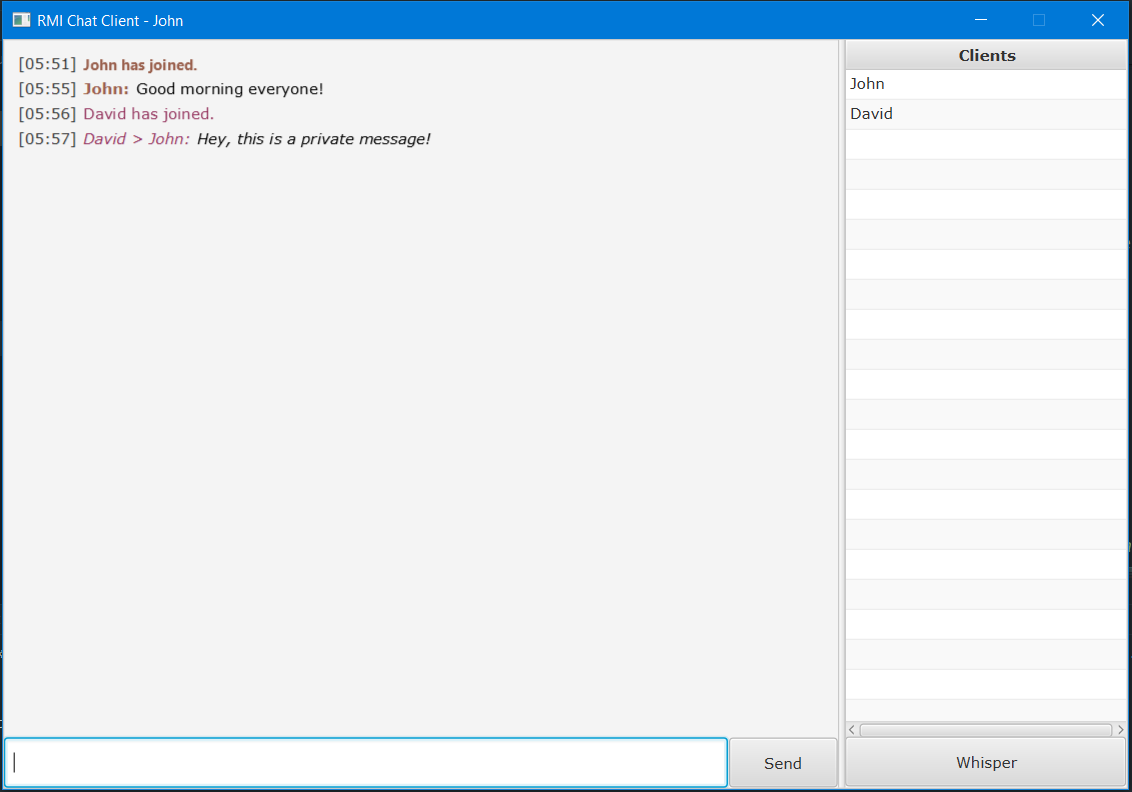 RMI Chat Client - John
[05:51] John has joined.
[05:55] John: Good morning everyone!
[05:56] David has joined.
[05:57] David > John: Hey, this is a private message!
Clients
John
David
Send
Whisper